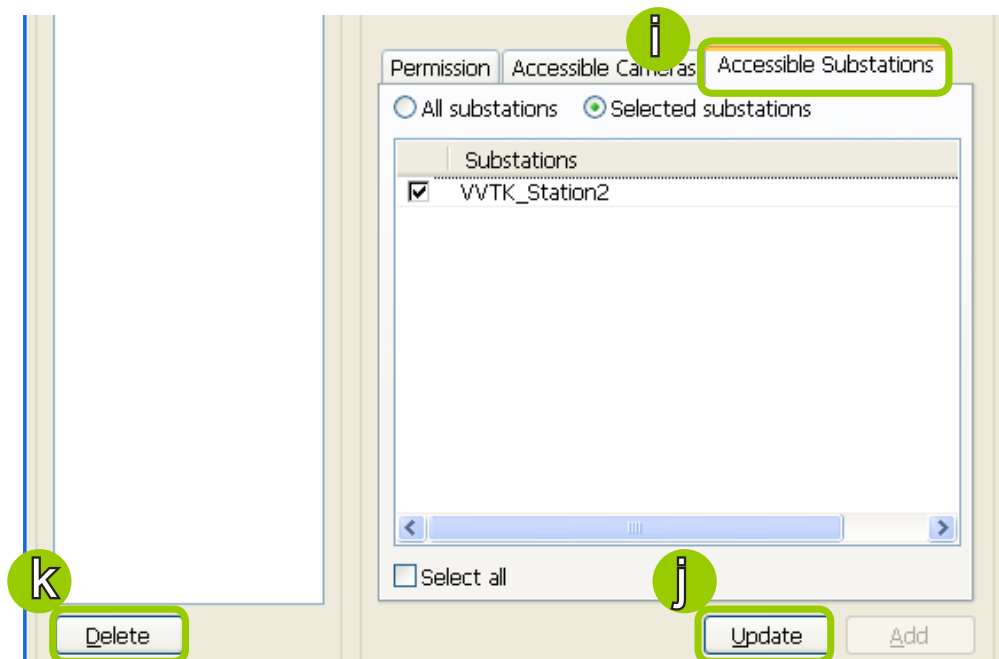 i
Permission Accessible Cameras Accessible Substations
All substations Selected substations
Substations
VVTK_Station2
Select all
k
j
Delete Update Add